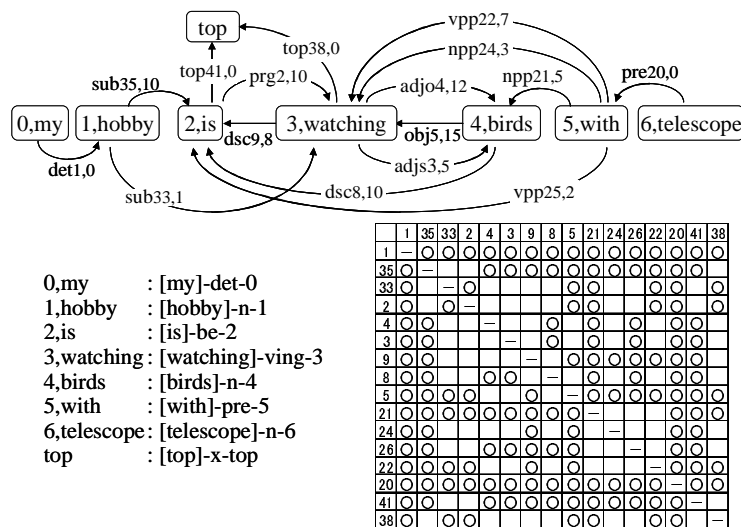 top
vpp22,7
top38,0
npp24,3
top41,0
sub35,10
prg2,10
adjo4,12
npp21,5
pre20,0
0,my
1,hobby
2,is
3,watching
4,birds
5,with
6,telescope
det1,0
dsc9,8
obj5,15
sub33,1
dsc8,10
adjs3,5
vpp25,2
1 35 33 2 4 3 9 8 5 21 24 26 22 20 41 38
1
35
33
2
4
3
9
8
5
21
24
26
22
20
41
38
0,my : [my]-det-0
1,hobby : [hobby]-n-1
2,is : [is]-be-2
3,watching : [watching]-ving-3
4,birds : [birds]-n-4
5,with : [with]-pre-5
6,telescope : [telescope]-n-6
top : [top]-x-top